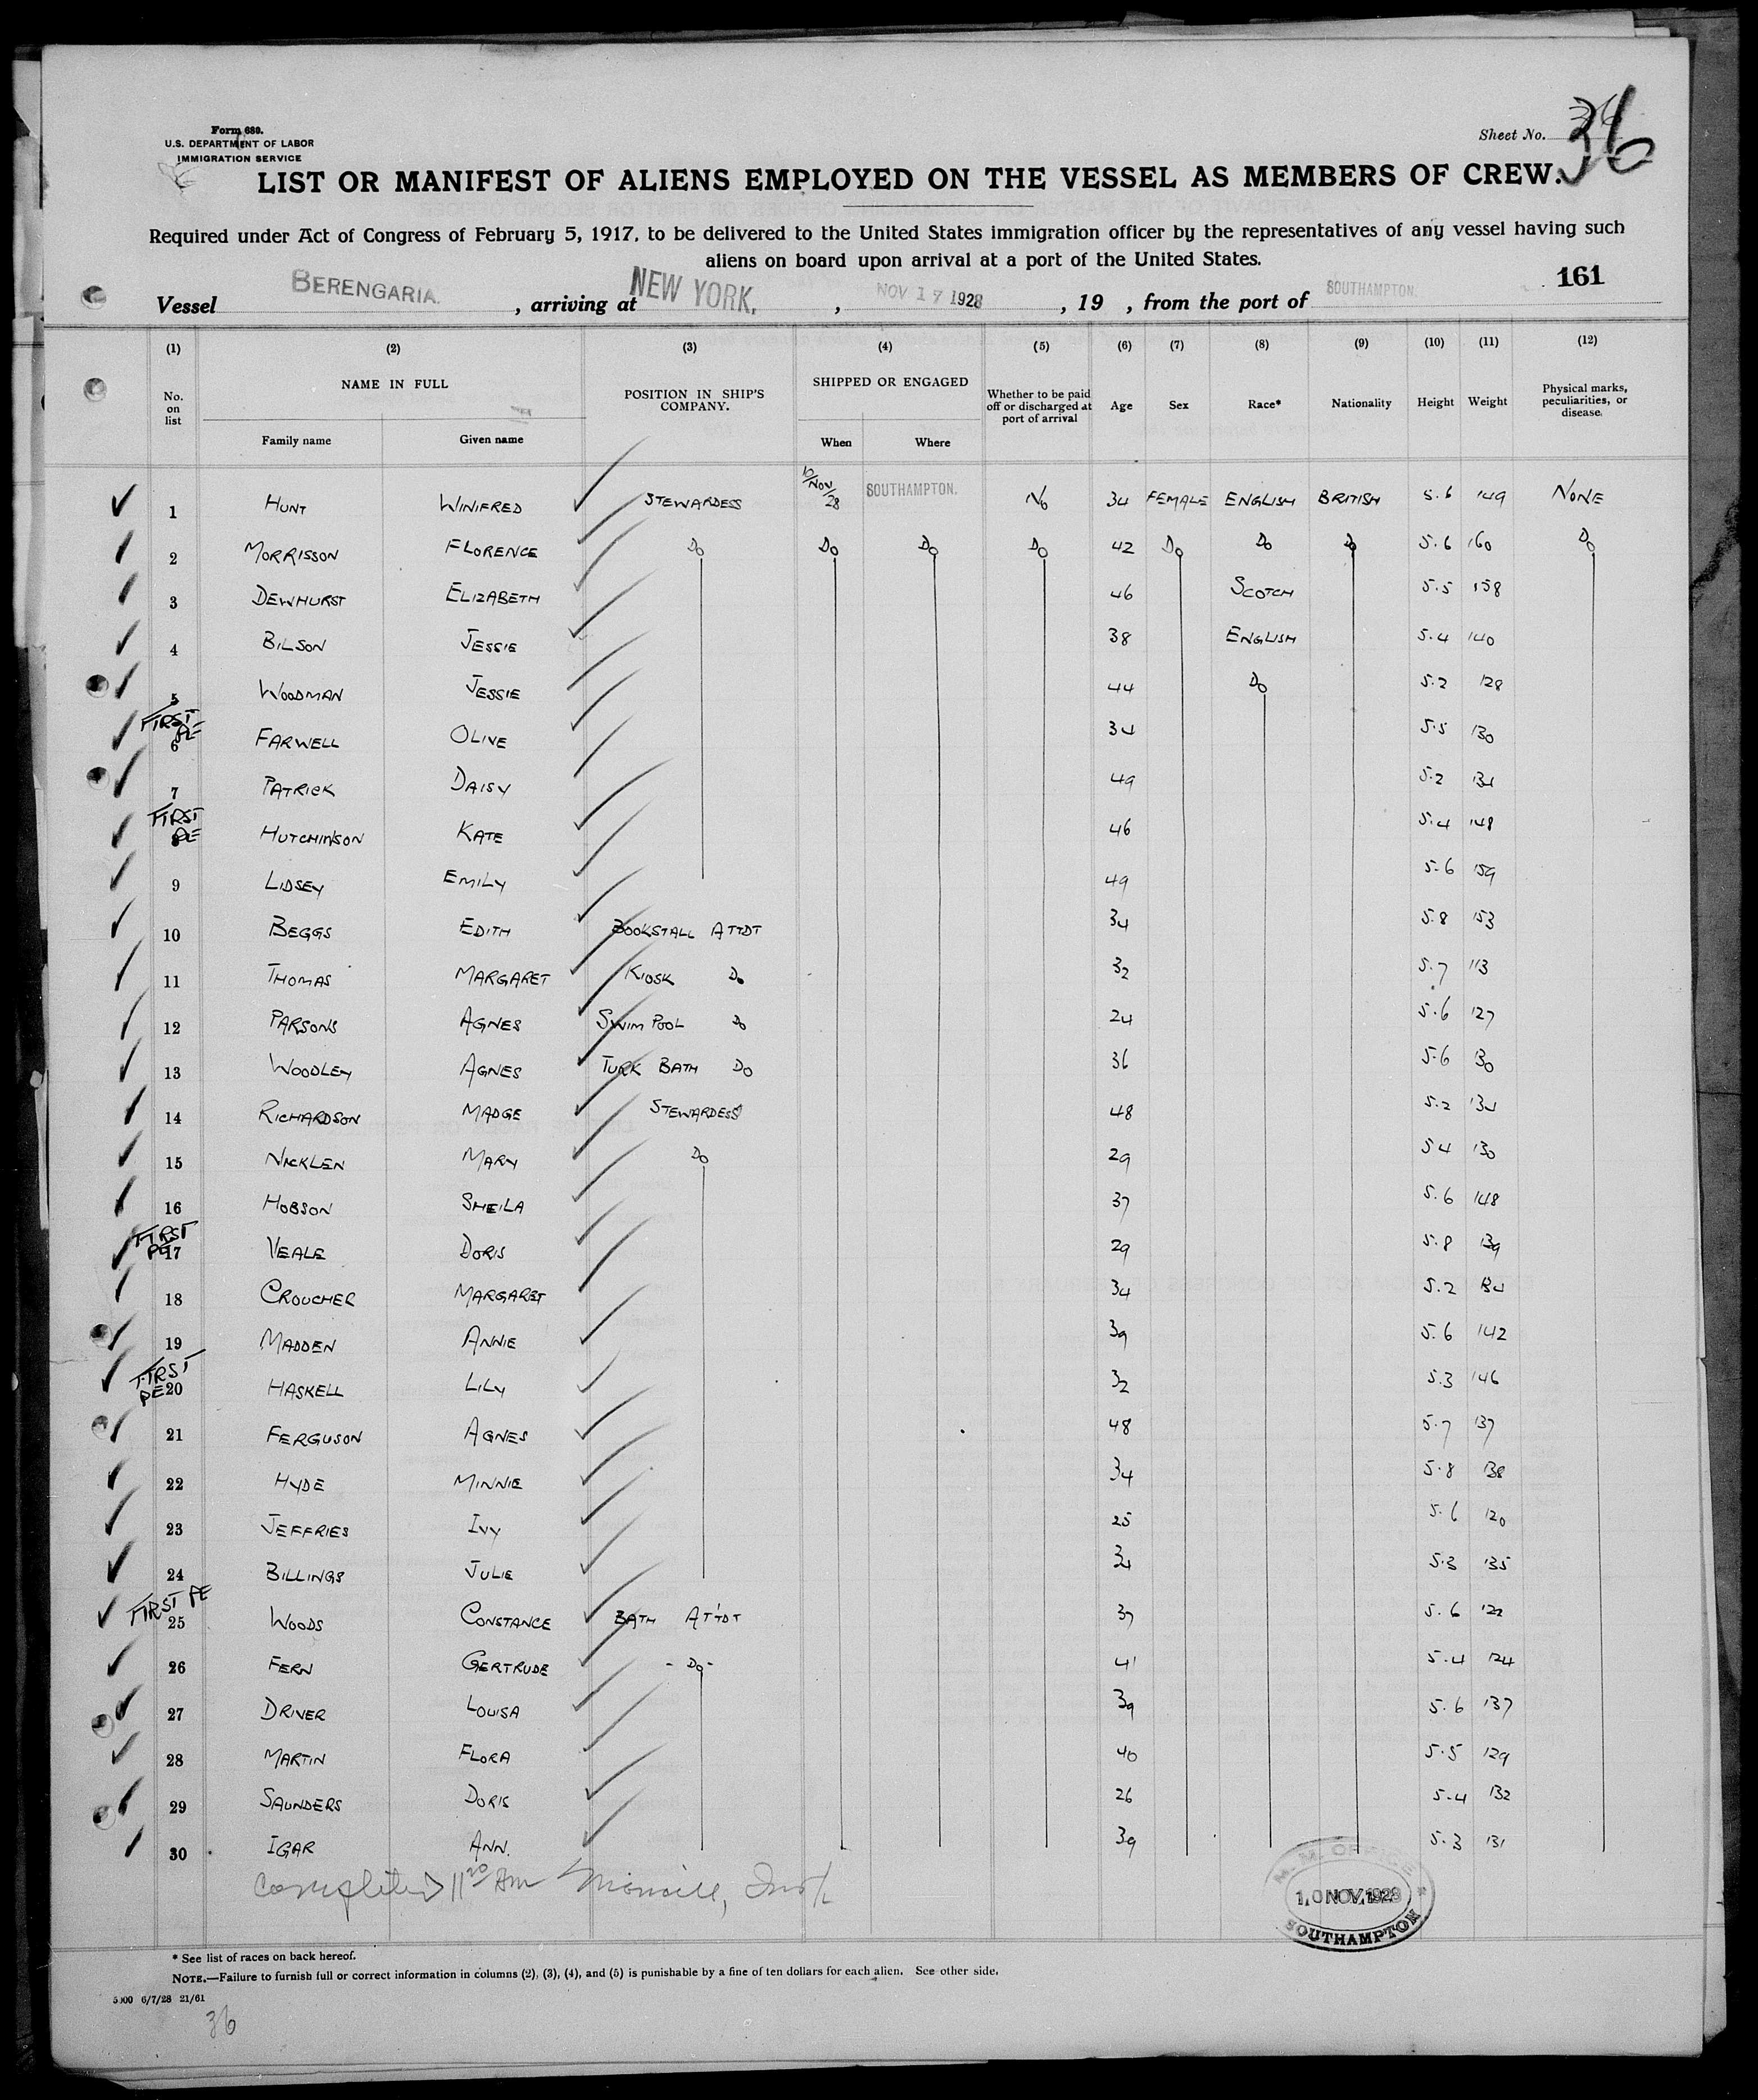 Form 680.
U.S. DEPARTMENT OF LABOR
IMMIGRATION SERVICE
Sheet No. 36
LIST OR MANIFEST OF ALIENS EMPLOYED ON THE VESSEL AS MEMBERS OF CREW.
Required under Act of Congress of February 5, 1917, to be delivered to the United States immigration officer by the representatives of any vessel having such
aliens on board upon arrival at a port of the United States.
161
Vessel BERENGARIA. , arriving at NEW YORK. , NOV 17 1928 , 19 , from the port of SOUTHAMPTON.
(1) (2) (3) (4) (5) (6) (7) (8) (9) (10) (11) (12)
No. on list NAME IN FULL Family name Given name POSITION IN SHIP'S COMPANY. SHIPPED OR ENGAGED When Where Whether to be paid off or discharged at port of arrival Age Sex Race* Nationality Height Weight Physical marks, peculiarities, or disease.
1 HUNT WINIFRED STEWARDESS 10/NOV/28 SOUTHAMPTON. No 34 FEMALE ENGLISH BRITISH 5.6 149 NONE
2 MORRISSON FLORENCE Do Do Do Do 42 Do Do Do 5.6 160 Do
3 DEWHURST ELIZABETH 46 SCOTCH 5.5 158
4 BILSON JESSIE 38 ENGLISH 5.4 140
5 WOODMAN JESSIE 44 Do 5.2 128
FIRST PE
6 FARWELL OLIVE 34 5.5 130
7 PATRICK DAISY 49 5.2 134
FIRST PE
8 HUTCHINSON KATE 46 5.4 148
9 LIDSEY EMILY 49 5.6 159
10 BEGGS EDITH BOOKSTALL ATTDT 34 5.8 153
11 THOMAS MARGARET KIOSK Do 32 5.7 113
12 PARSONS AGNES SWIM POOL Do 24 5.6 127
13 WOODLEY AGNES TURK BATH Do 36 5.6 130
14 RICHARDSON MADGE STEWARDESS 48 5.2 134
15 NICKLEN MARY Do 29 5 4 130
16 HOBSON SHEILA 37 5.6 148
FIRST PE
17 VEALE DORIS 29 5.8 139
18 CROUCHER MARGARET 34 5.2 134
19 MADDEN ANNIE 39 5.6 142
FIRST PE
20 HASKELL LILY 32 5.3 146
21 FERGUSON AGNES 48 5.7 137
22 HYDE MINNIE 34 5.8 138
23 JEFFRIES IVY 25 5.6 120
24 BILLINGS JULIE 34 5.3 135
FIRST PE
25 WOODS CONSTANCE BATH ATTDT 37 5.6 122
26 FERN GERTRUDE - Do - 41 5.4 124
27 DRIVER LOUISA 39 5.6 137
28 MARTIN FLORA 40 5.5 129
29 SAUNDERS DORIS 26 5.4 132
30 IGAR ANN. 39 5.3 131
Completed 11 20 Am
M. M. OFFICE
10 NOV 1928
SOUTHAMPTON
* See list of races on back hereof.
NOTE.—Failure to furnish full or correct information in columns (2), (3), (4), and (5) is punishable by a fine of ten dollars for each alien. See other side.
5000 6/7/28 21/61
36